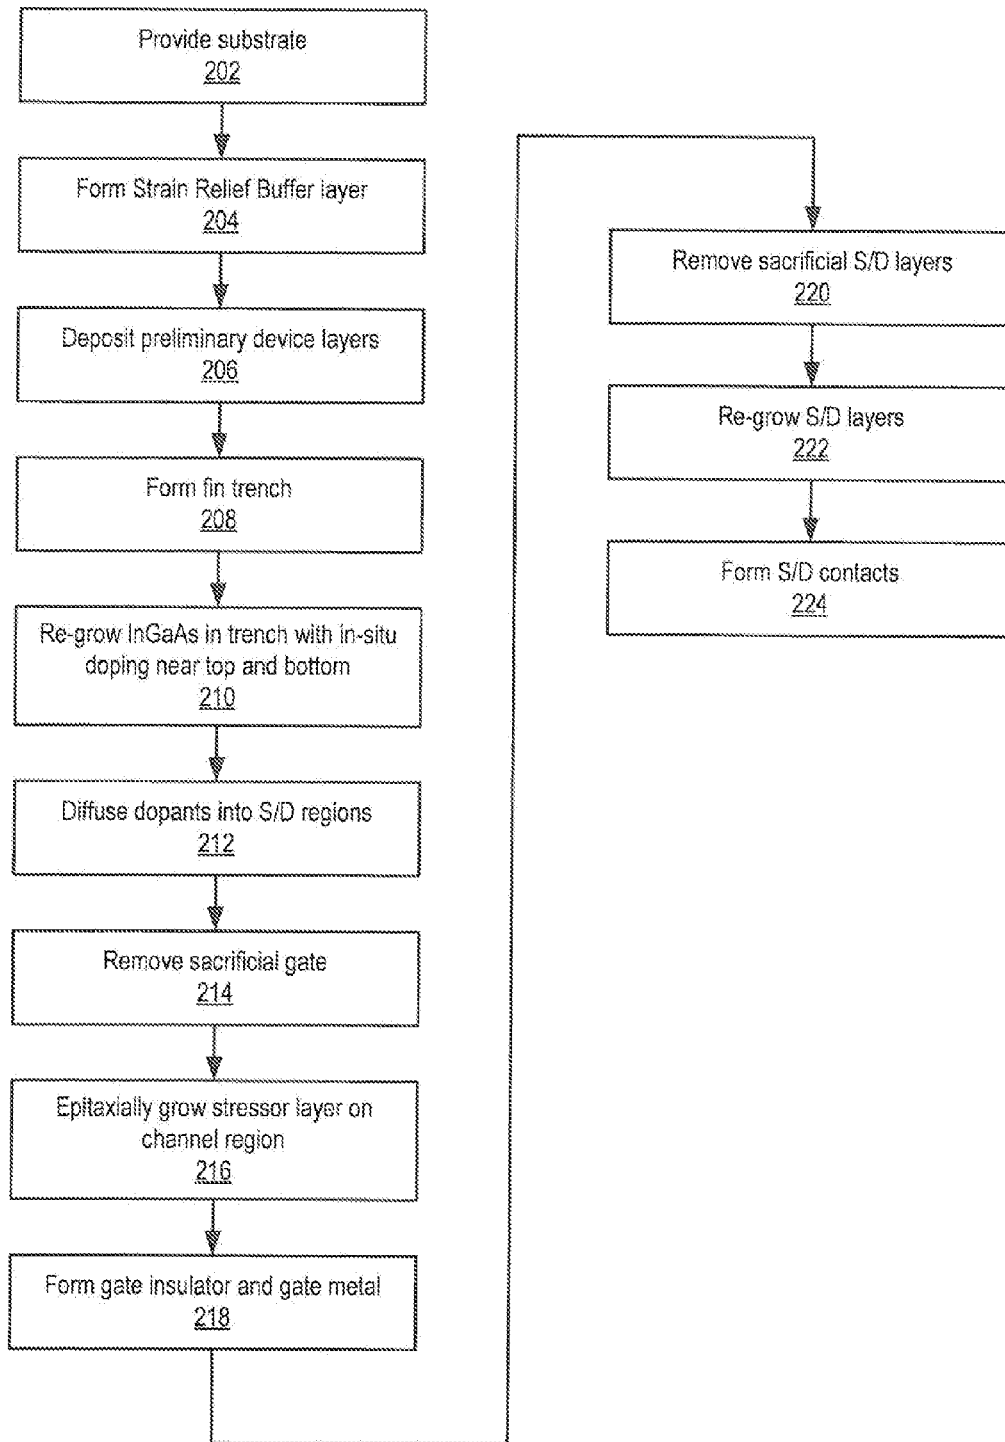 Provide substrate
202
Form Strain Relief Buffer layer
204
Deposit preliminary device layers
206
Form fin trench
208
Re-grow InGaAs in trench with in-situ
doping near top and bottom
210
Diffuse dopants into S/D regions
212
Remove sacrificial gate
214
Epitaxially grow stressor layer on
channel region
216
Form gate insulator and gate metal
218
Remove sacrificial S/D layers
220
Re-grow S/D layers
222
Form S/D contacts
224